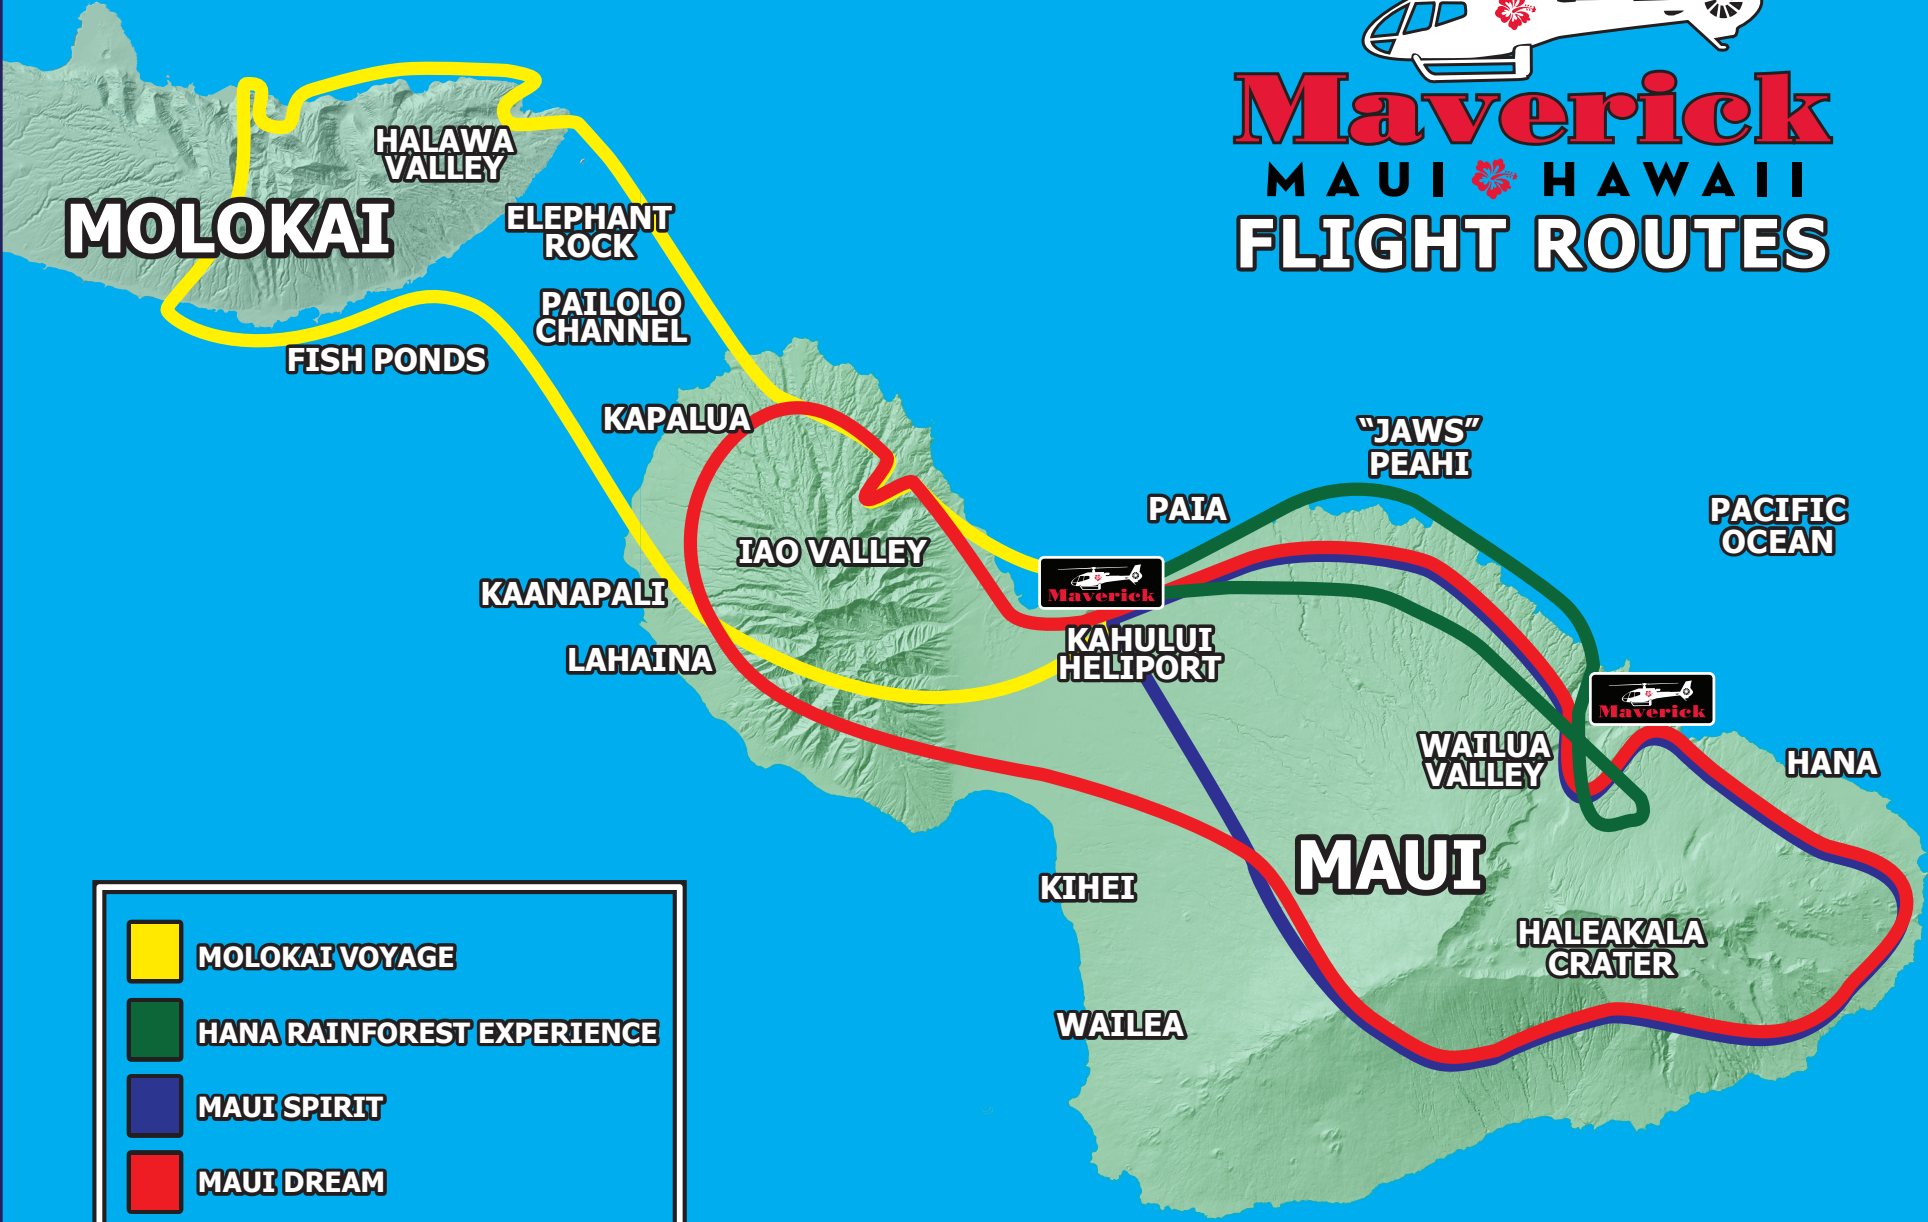 Maverick
MAUI HAWAII
FLIGHT ROUTES
HALAWA
VALLEY
MOLOKAI
ELEPHANT
ROCK
PAILOLO
CHANNEL
FISH PONDS
KAPALUA
IAO VALLEY
KAANAPALI
LAHAINA
"JAWS"
PEAHI
PAIA
PACIFIC
OCEAN
Maverick
KAHULUI
HELIPORT
Maverick
WAILUA
VALLEY
HANA
MAUI
KIHEI
HALEAKALA
CRATER
WAILEA
MOLOKAI VOYAGE
HANA RAINFOREST EXPERIENCE
MAUI SPIRIT
MAUI DREAM